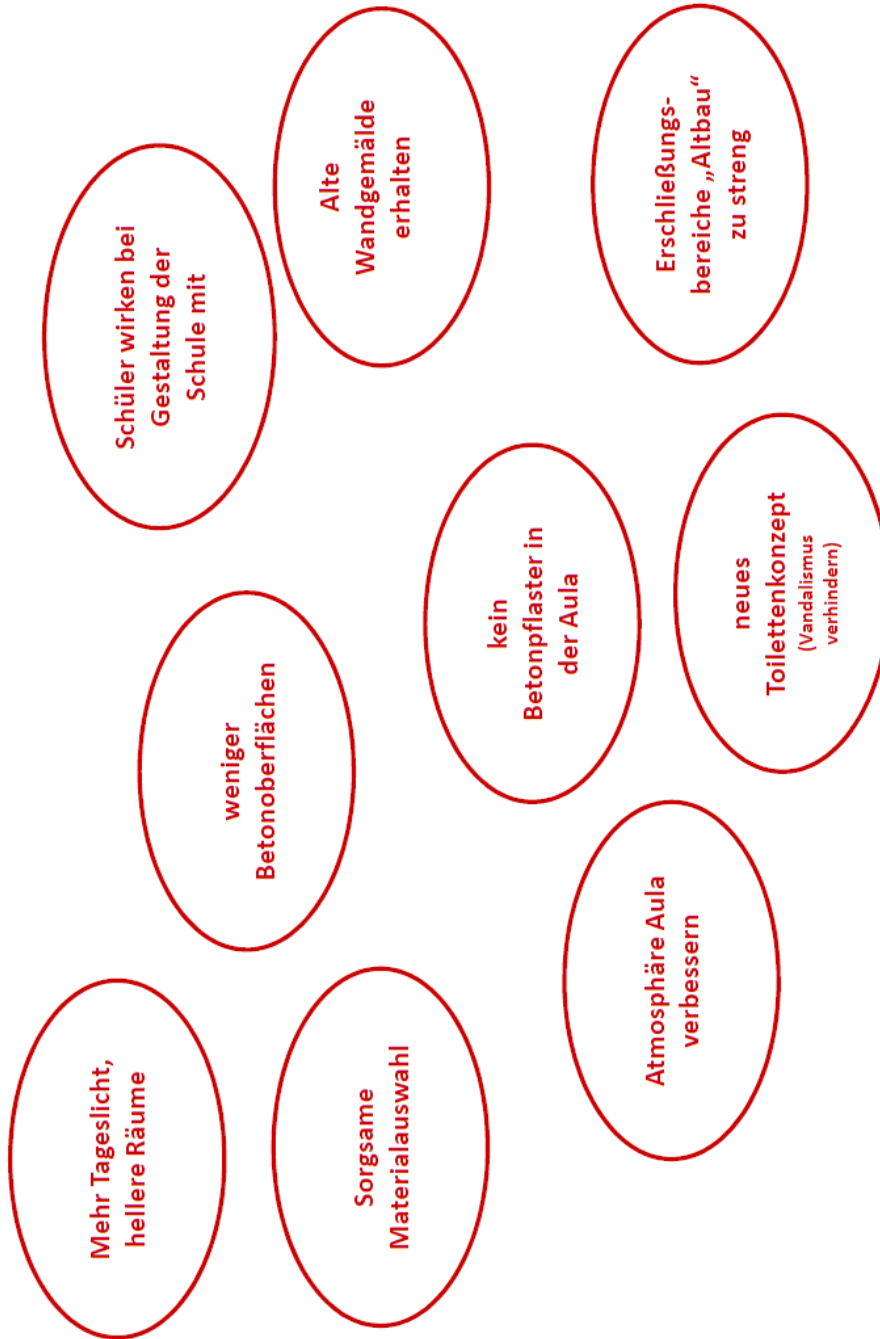 Mehr Tageslicht,
hellere Räume
weniger
Betonoberflächen
Schüler wirken bei
Gestaltung der
Schule mit
Sorgsame
Materialauswahl
Alte
Wandgemälde
erhalten
kein
Betonpflaster in
der Aula
Atmosphäre Aula
verbessern
neues
Toilettenkonzept
(Vandalismus
verhindern)
Erschließungs-
bereiche „Altbau“
zu streng